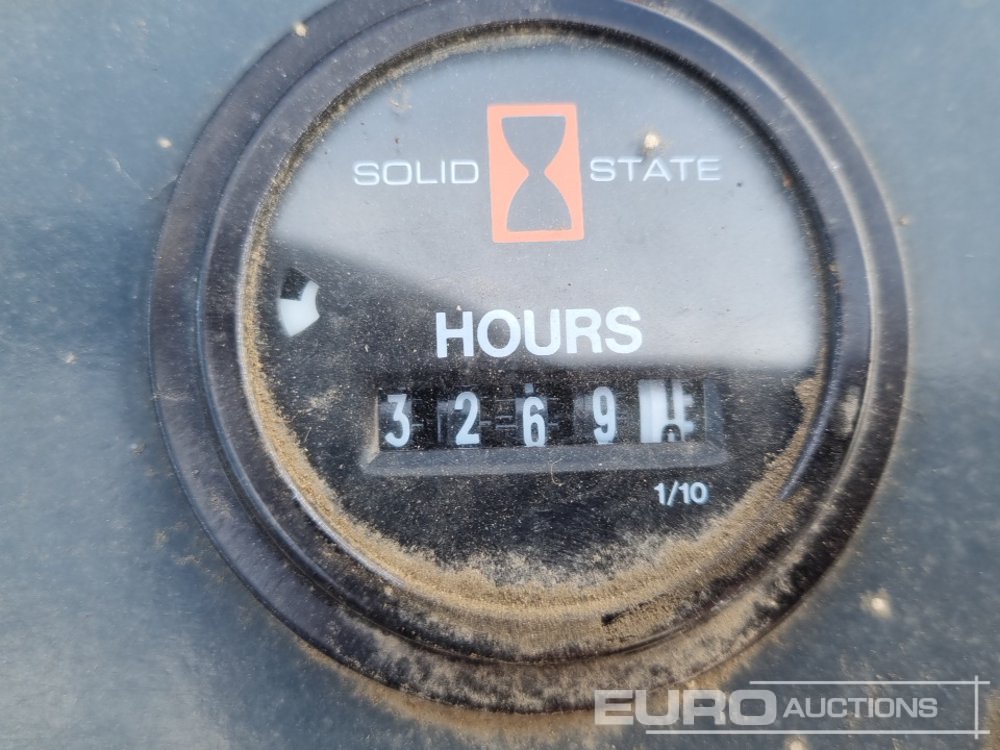 SOLID STATE
HOURS
3269
1/10
EURO AUCTIONS